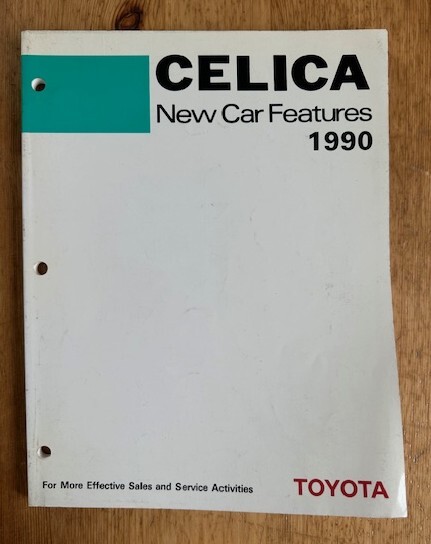 CELICA
New Car Features
1990
For More Effective Sales and Service Activities
TOYOTA